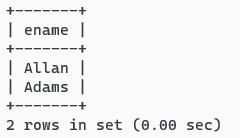 +-------+
| ename |
+-------+
| Allan |
| Adams |
+-------+
2 rows in set (0.00 sec)